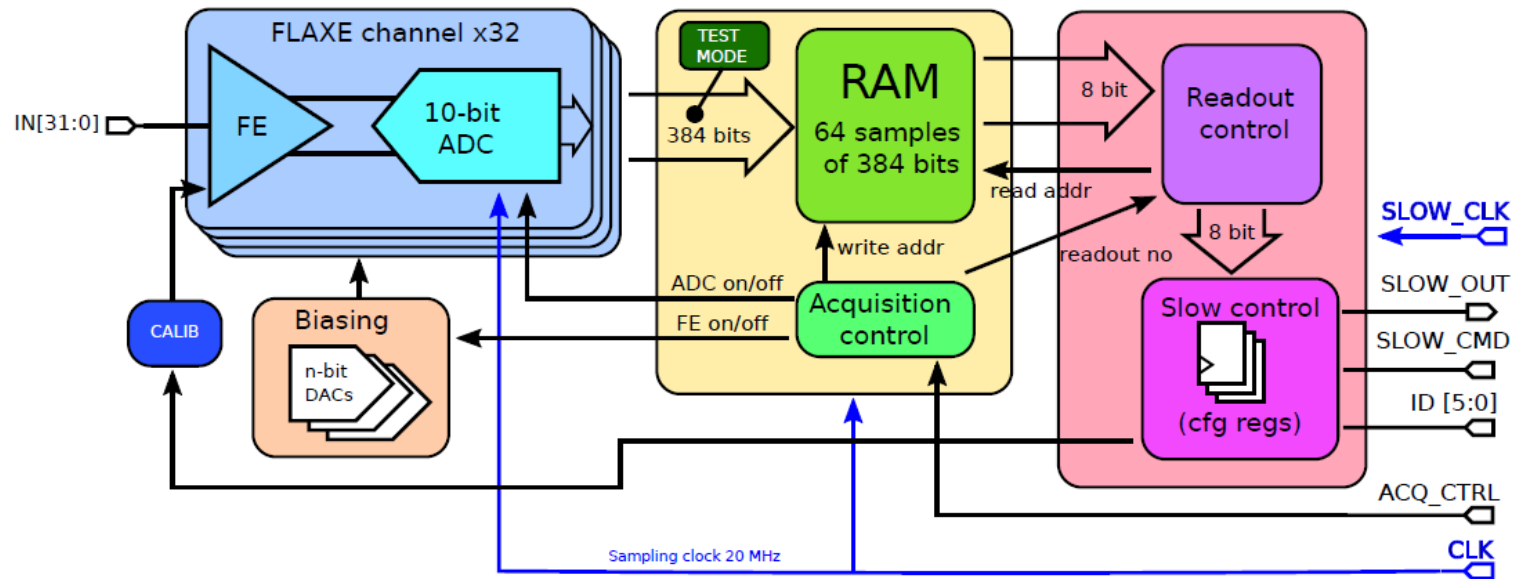 FLAXE channel x32
FE
10-bit
ADC
IN[31:0]
TEST
MODE
384 bits
RAM
64 samples
of 384 bits
8 bit
Readout
control
read addr
write addr
readout no
8 bit
SLOW_CLK
ADC on/off
FE on/off
Acquisition
control
Slow control
(cfg regs)
SLOW_OUT
SLOW_CMD
ID [5:0]
CALIB
Biasing
n-bit
DACs
ACQ_CTRL
Sampling clock 20 MHz
CLK